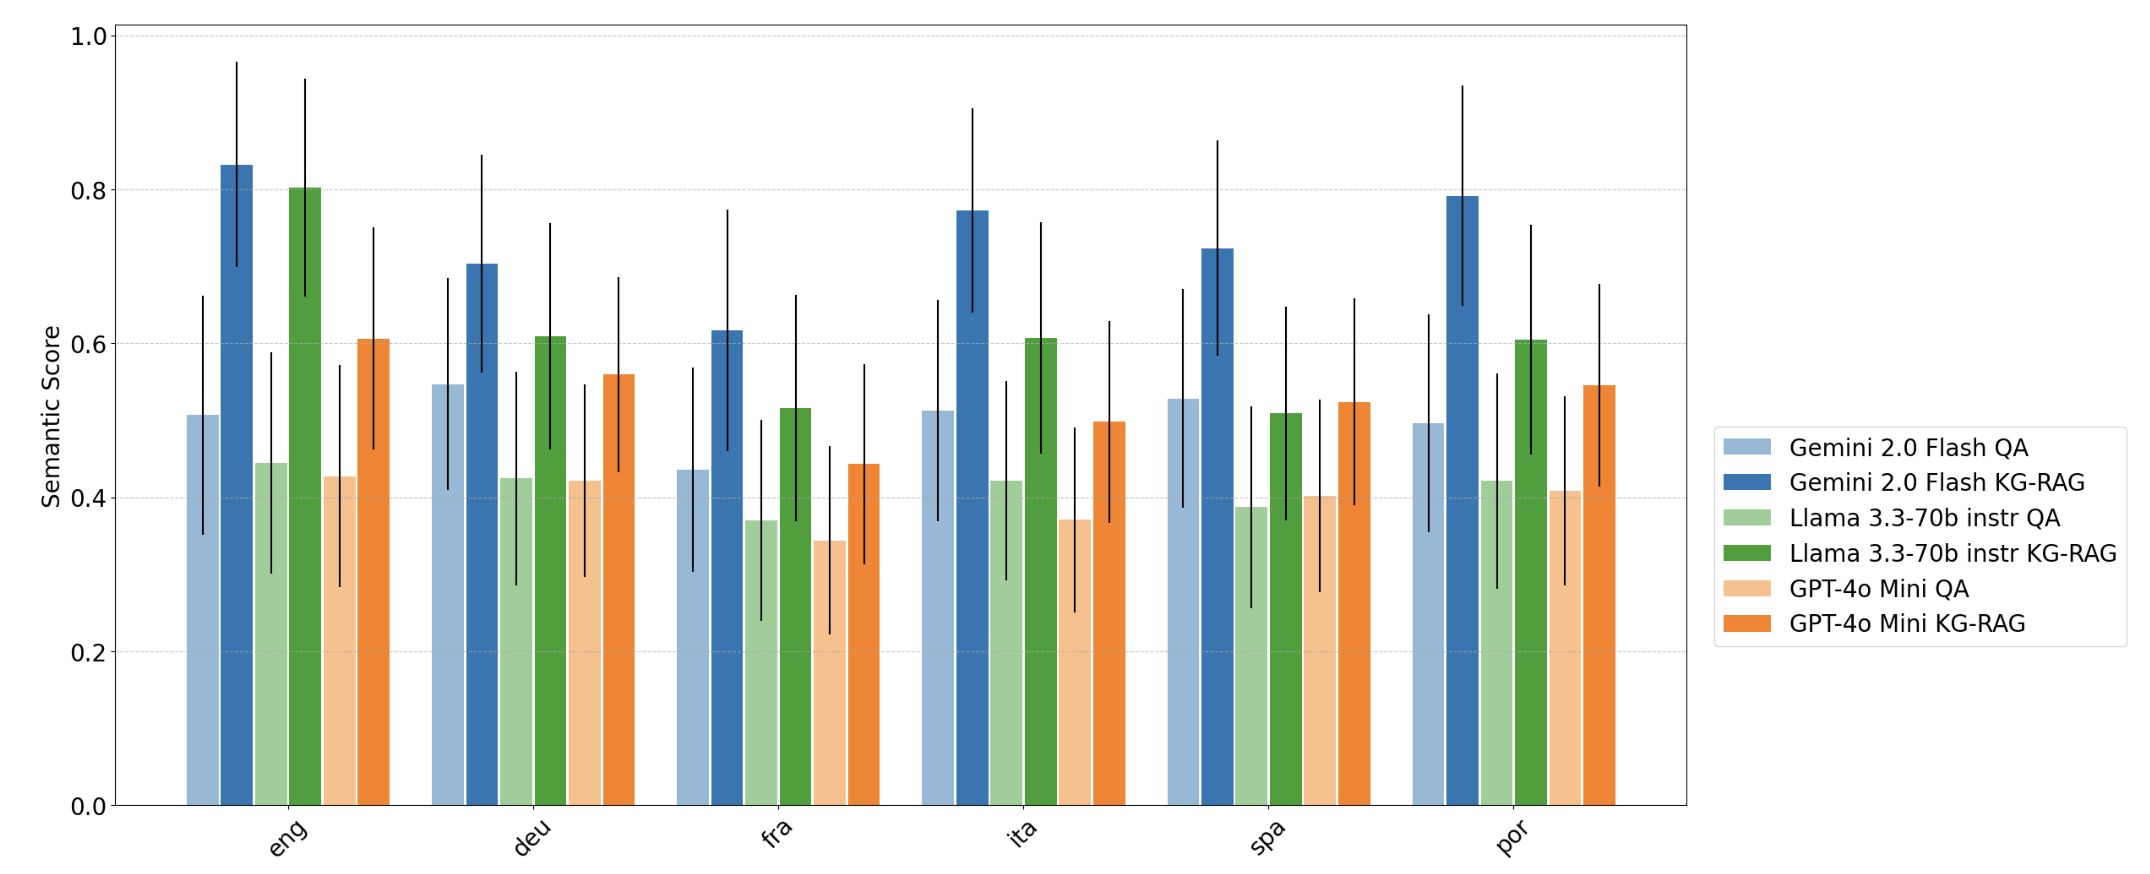 1.0
0.8
0.6
0.4
0.2
0.0
Semantic Score
eng
deu
fra
ita
spa
por
Gemini 2.0 Flash QA
Gemini 2.0 Flash KG-RAG
Llama 3.3-70b instr QA
Llama 3.3-70b instr KG-RAG
GPT-4o Mini QA
GPT-4o Mini KG-RAG